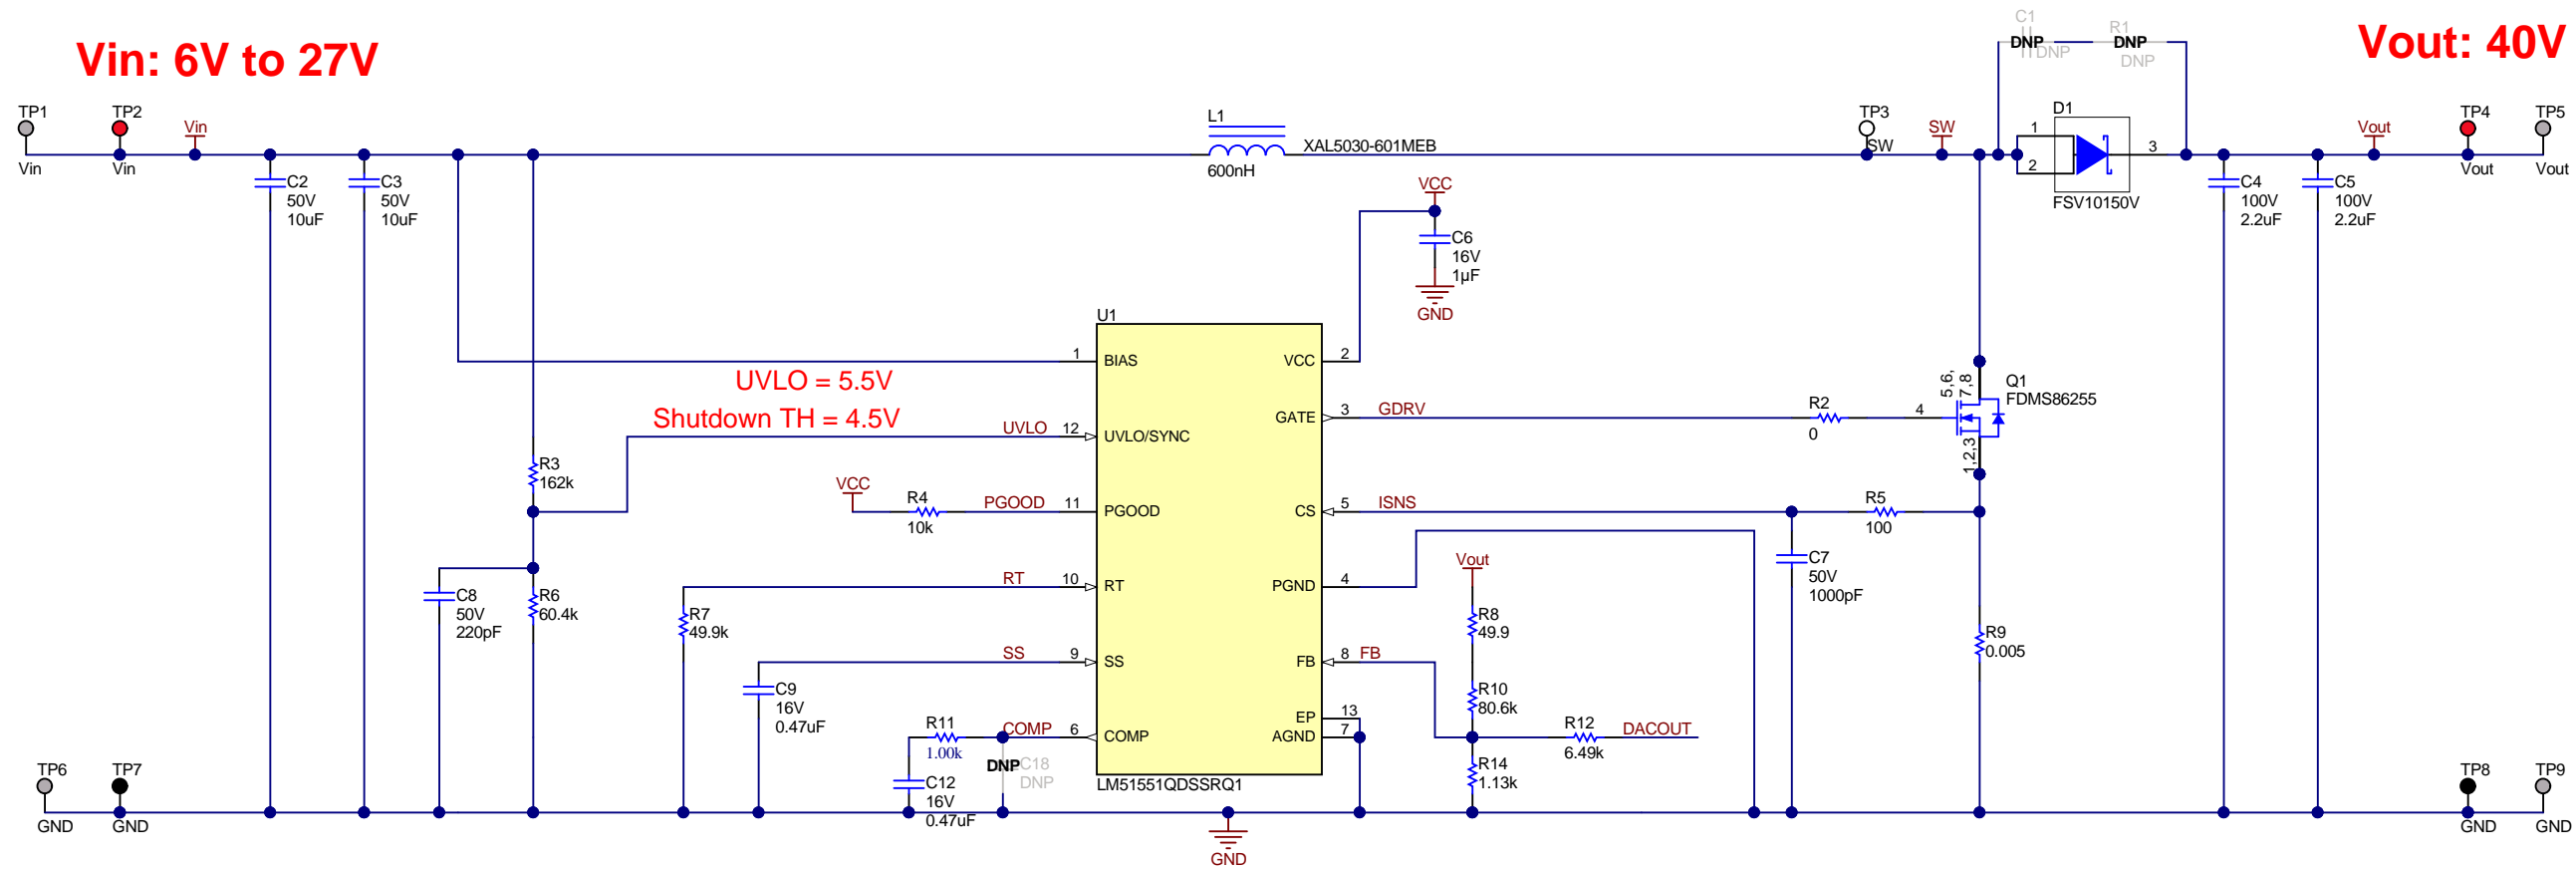 Vin: 6V to 27V
Vout: 40V
C1
DNP
DNP
R1
DNP
DNP
TP1
Vin
TP2
Vin
Vin
C2
50V
10uF
C3
50V
10uF
L1
XAL5030-601MEB
600nH
TP3
SW
SW
D1
1
2
3
FSV10150V
C4
100V
2.2uF
C5
100V
2.2uF
Vout
TP4
Vout
TP5
Vout
VCC
C6
16V
1µF
GND
U1
1
BIAS
VCC
2
UVLO = 5.5V
Shutdown TH = 4.5V
UVLO
12
UVLO/SYNC
GATE
3
GDRV
R2
0
4
5,6,
7,8
1,2,3
Q1
FDMS86255
R3
162k
VCC
R4
10k
PGOOD
11
PGOOD
CS
5
ISNS
R5
100
C7
50V
1000pF
C8
50V
220pF
R6
60.4k
R7
49.9k
RT
10
RT
PGND
4
Vout
R8
49.9
R9
0.005
SS
9
SS
FB
8
FB
C9
16V
0.47uF
R10
80.6k
R11
1.00k
COMP
6
COMP
EP
13
AGND
7
R12
6.49k
DACOUT
C12
16V
0.47uF
DNP
C18
DNP
LM51551QDSSRQ1
R14
1.13k
TP6
GND
TP7
GND
GND
TP8
GND
TP9
GND